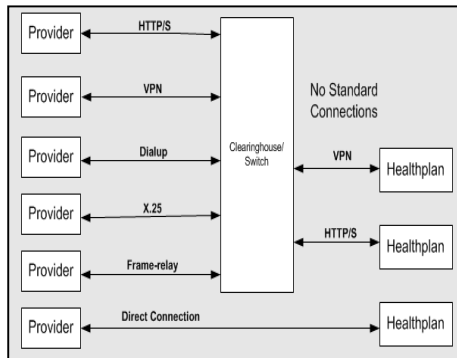 Provider
HTTP/S
Provider
VPN
Provider
Dialup
Provider
X.25
Provider
Frame-relay
Provider
Direct Connection
Clearinghouse/
Switch
No Standard
Connections
VPN
Healthplan
HTTP/S
Healthplan
Healthplan